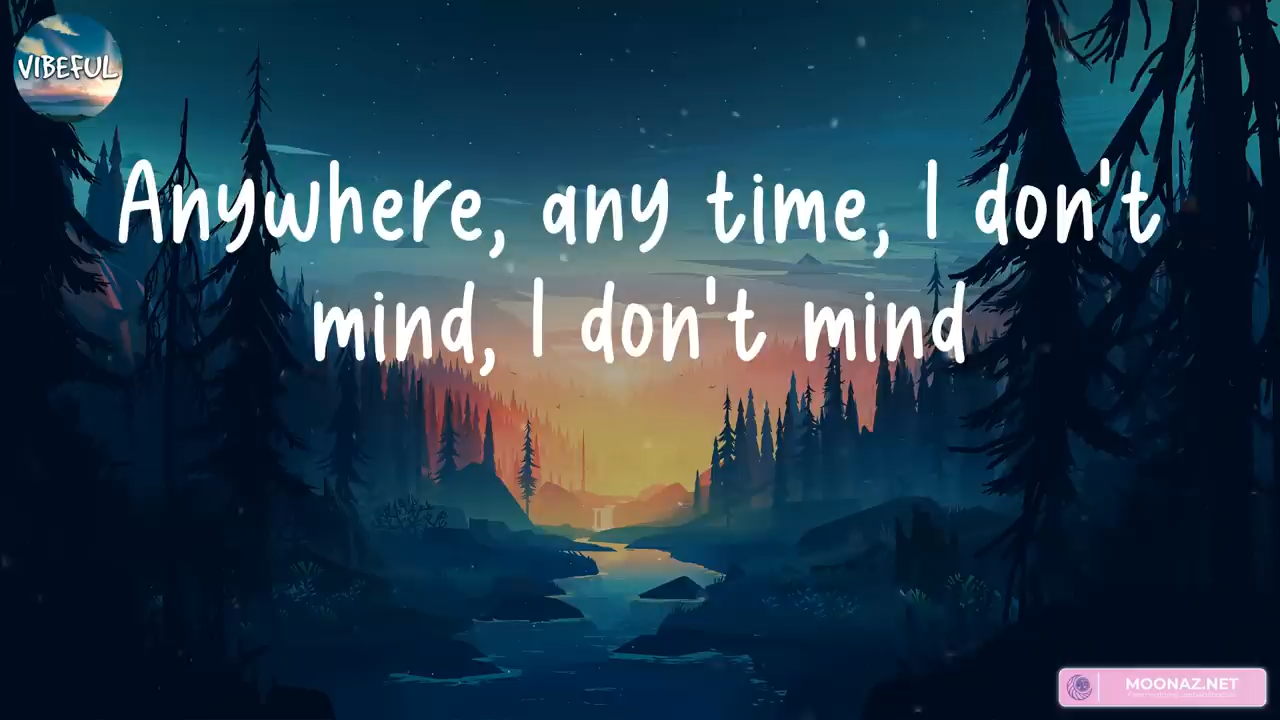 VIBEFUL
Anywhere, any time, I don't
mind, I don't mind
MOONAZ.NET